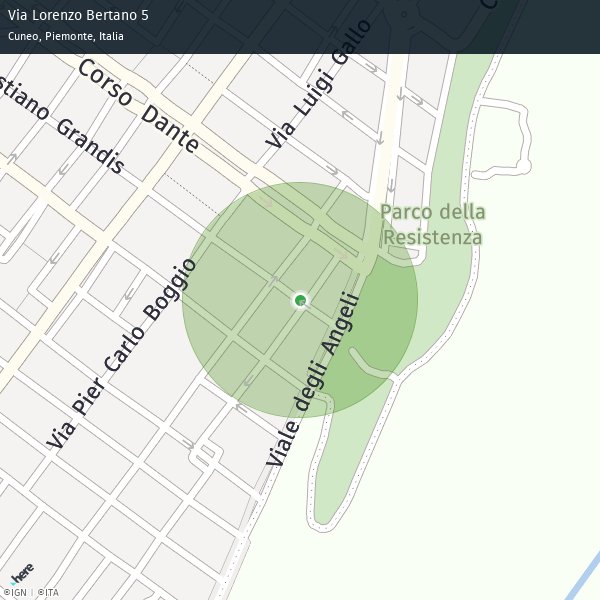 Via Lorenzo Bertano 5
Cuneo, Piemonte, Italia
Corso Dante
Via Luigi Gallo
stiano Grandis
Parco della
Resistenza
Via Pier Carlo Boggio
Viale degli Angeli
here
©IGN | ©ITA